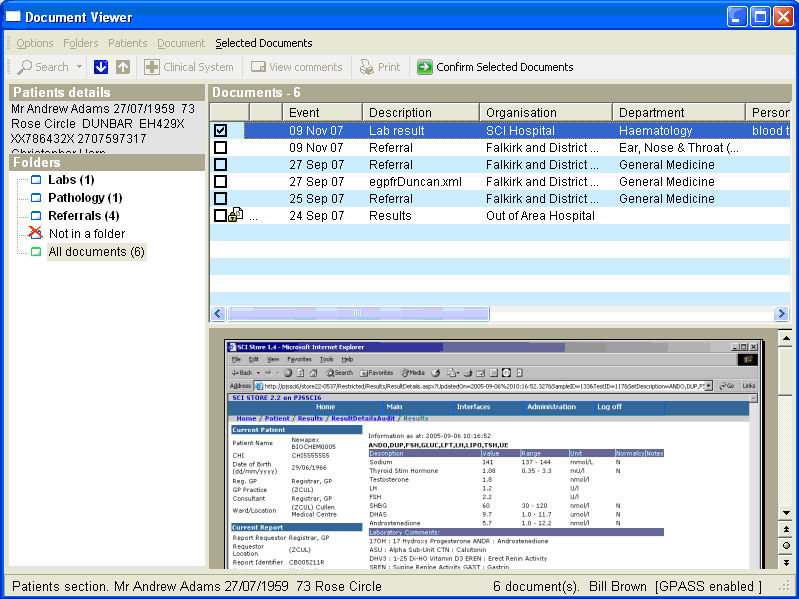 Document Viewer
Options Folders Patients Document Selected Documents
Search Clinical System View comments Print Confirm Selected Documents
Patients details
Mr Andrew Adams 27/07/1959 73
Rose Circle DUNBAR EH429X
XX786432X 2707597317
Folders
Labs (1)
Pathology (1)
Referrals (4)
Not in a folder
All documents (6)
Documents - 6
Event Description Organisation Department Person
09 Nov 07 Lab result SCI Hospital Haematology blood t
09 Nov 07 Referral Falkirk and District ... Ear, Nose & Throat (...
27 Sep 07 Referral Falkirk and District ... General Medicine
27 Sep 07 egpfrDuncan.xml Falkirk and District ... General Medicine
25 Sep 07 Referral Falkirk and District ... General Medicine
... 24 Sep 07 Results Out of Area Hospital
SCI Store 1.4 - Microsoft Internet Explorer
File Edit View Favorites Tools Help
Back Search Favorites Media
Address http://pjssci6/store22-0537/Restricted/Results/ResultDetails.aspx?UpdatedOn=2005-09-06%2010:16:52.327&SampleID=133&TestID=117&SetDescription=ANDO,DUP,F Go Links
SCI STORE 2.2 on PJSSCI6
Home Main Interfaces Administration Log off
Home / Patient / Results / ResultDetailsAudit / Results
Current Patient
Patient Name Newapex BIOCHEM0005
CHI CHI5555555
Date of Birth (dd/mm/yyyy) 29/06/1966
Reg. GP Registrar, GP
GP Practice (ZCUL)
Consultant Registrar, GP
Ward/Location (ZCUL) Cullen Medical Centre
Current Report
Report Requestor Registrar, GP
Requestor Location (ZCUL)
Report Identifier CB005211R
Information as at: 2005-09-06 10:16:52
ANDO,DUP,FSH,GLUC,LFT,LH,LIPO,TSH,UE
Description Value Range Unit Normalcy Notes
Sodium 141 137 - 144 mmol/L N
Thyroid Stim Hormone 1.08 0.35 - 3.3 mU/l N
Testosterone 1.8 nmol/l
LH 1.2 U/l
FSH 2.2 U/l
SHBG 60 30 - 120 nmol/l N
DHAS 9.7 1.0 - 11.7 umol/l N
Androstenedione 5.7 1.0 - 12.2 nmol/l N
Laboratory Comments:
17OH : 17 Hydroxy Progesterone ANDR : Androstenedione
ASU : Alpha Sub-Unit CTN : Calcitonin
DHV3 : 1-25 Di-HO Vitamin D3 EREN : Erect Renin Activity
SREN : Supine Renine Activity GAST : Gastrin
Patients section. Mr Andrew Adams 27/07/1959 73 Rose Circle 6 document(s). Bill Brown [GPASS enabled ]